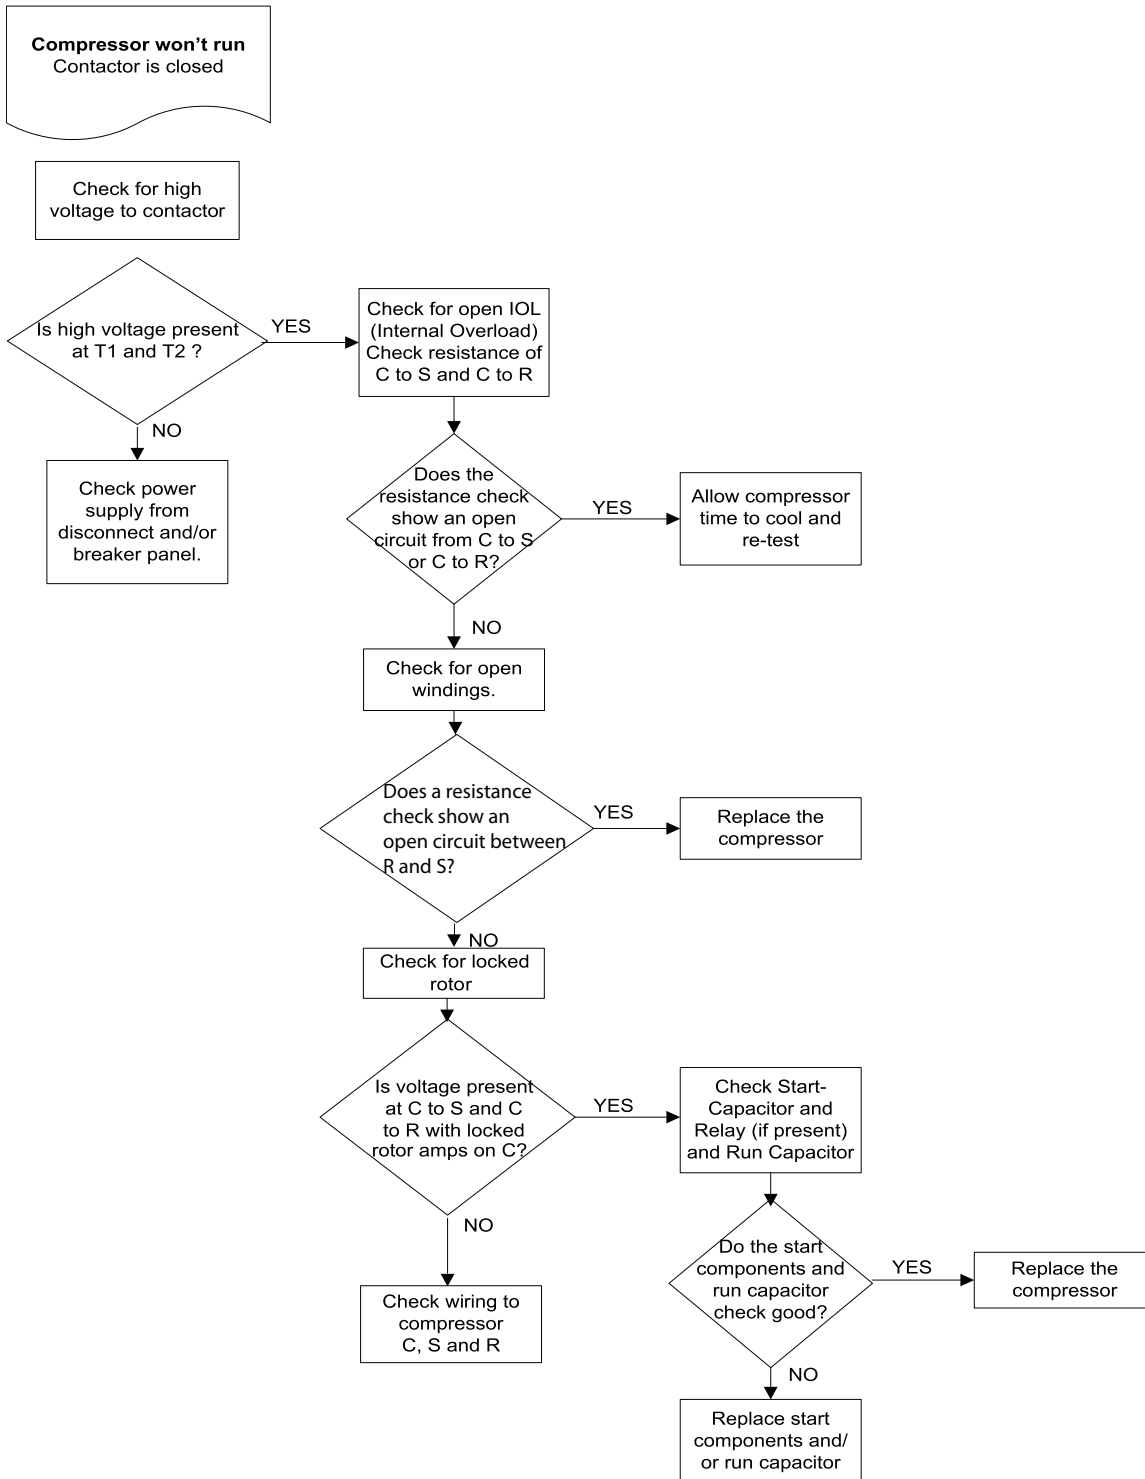 Compressor won't run
Contactor is closed
Check for high
voltage to contactor
Is high voltage present
at T1 and T2 ?
YES
NO
Check power
supply from
disconnect and/or
breaker panel.
Check for open IOL
(Internal Overload)
Check resistance of
C to S and C to R
Does the
resistance check
show an open
circuit from C to S
or C to R?
YES
Allow compressor
time to cool and
re-test
NO
Check for open
windings.
Does a resistance
check show an
open circuit between
R and S?
YES
Replace the
compressor
NO
Check for locked
rotor
Is voltage present
at C to S and C
to R with locked
rotor amps on C?
YES
NO
Check wiring to
compressor
C, S and R
Check Start-
Capacitor and
Relay (if present)
and Run Capacitor
Do the start
components and
run capacitor
check good?
YES
Replace the
compressor
NO
Replace start
components and/
or run capacitor